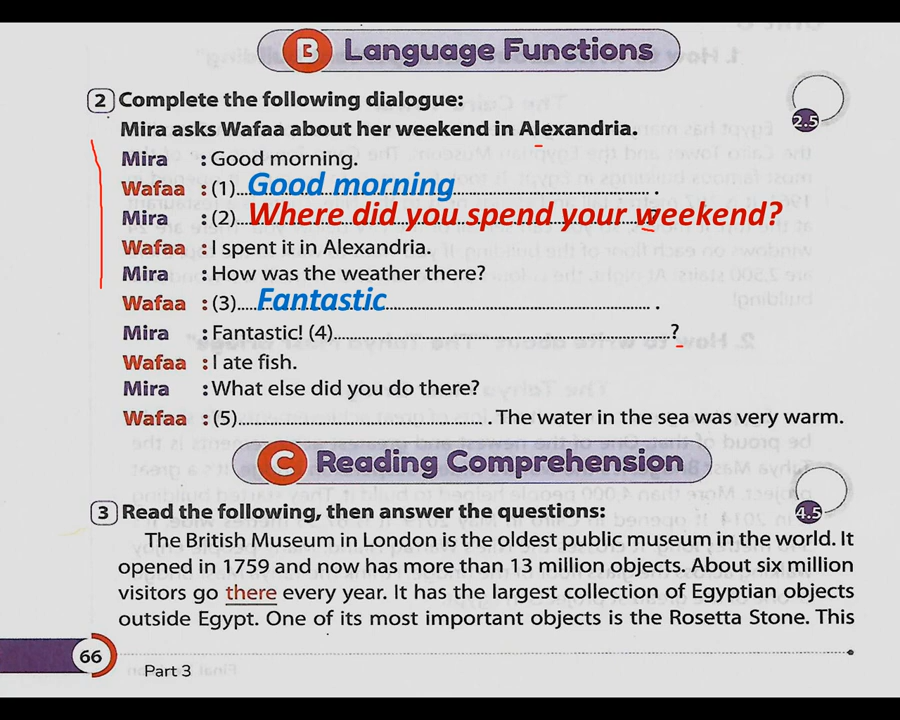 B Language Functions
2 Complete the following dialogue:
2.5
Mira asks Wafaa about her weekend in Alexandria.
Mira : Good morning.
Wafaa : (1) Good morning .
Mira : (2) Where did you spend your weekend?
Wafaa : I spent it in Alexandria.
Mira : How was the weather there?
Wafaa : (3) Fantastic .
Mira : Fantastic! (4) ?
Wafaa : I ate fish.
Mira : What else did you do there?
Wafaa : (5) . The water in the sea was very warm.
C Reading Comprehension
3 Read the following, then answer the questions:
4.5
The British Museum in London is the oldest public museum in the world. It
opened in 1759 and now has more than 13 million objects. About six million
visitors go there every year. It has the largest collection of Egyptian objects
outside Egypt. One of its most important objects is the Rosetta Stone. This
66
Part 3